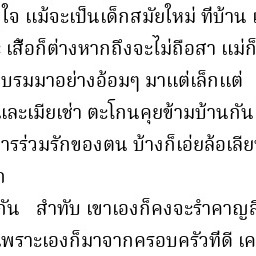 ใจ แม้จะเป็นเด็กสมัยใหม่ ที่บ้าน
เสือก็ต่างหากถึงจะไม่ถือสา แม่ก็
บรมมาอย่างอ้อมๆ มาแต่เล็กแต่
และเมียเช่า ตะโกนคุยข้ามบ้านกัน
ารร่วมรักของตน บ้างก็เอ่ยล้อเลีย
กัน สำทับ เขาเองก็คงจะรำคาญสิ
เพราะเองก็มาจากครอบครัวที่ดี เค